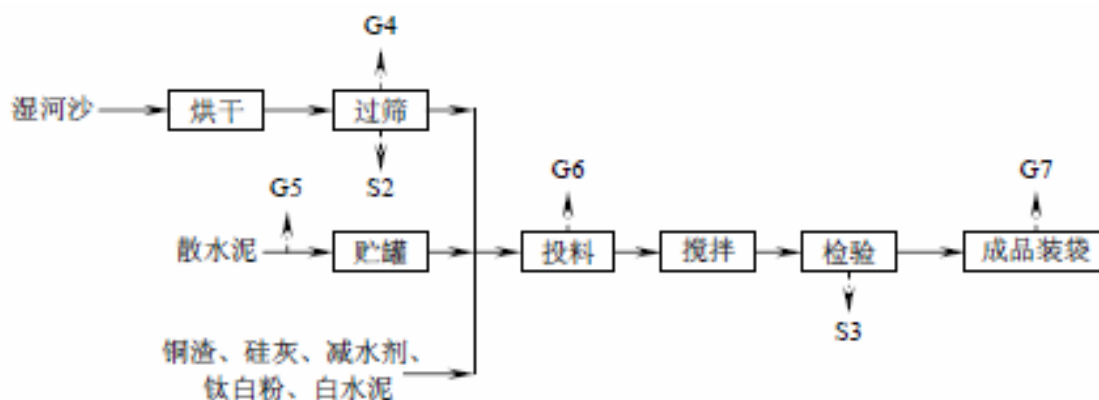 G4
湿河沙
烘干
过筛
G5
S2
G6
G7
散水泥
贮罐
投料
搅拌
检验
成品装袋
S3
铜渣、硅灰、减水剂、
钛白粉、白水泥